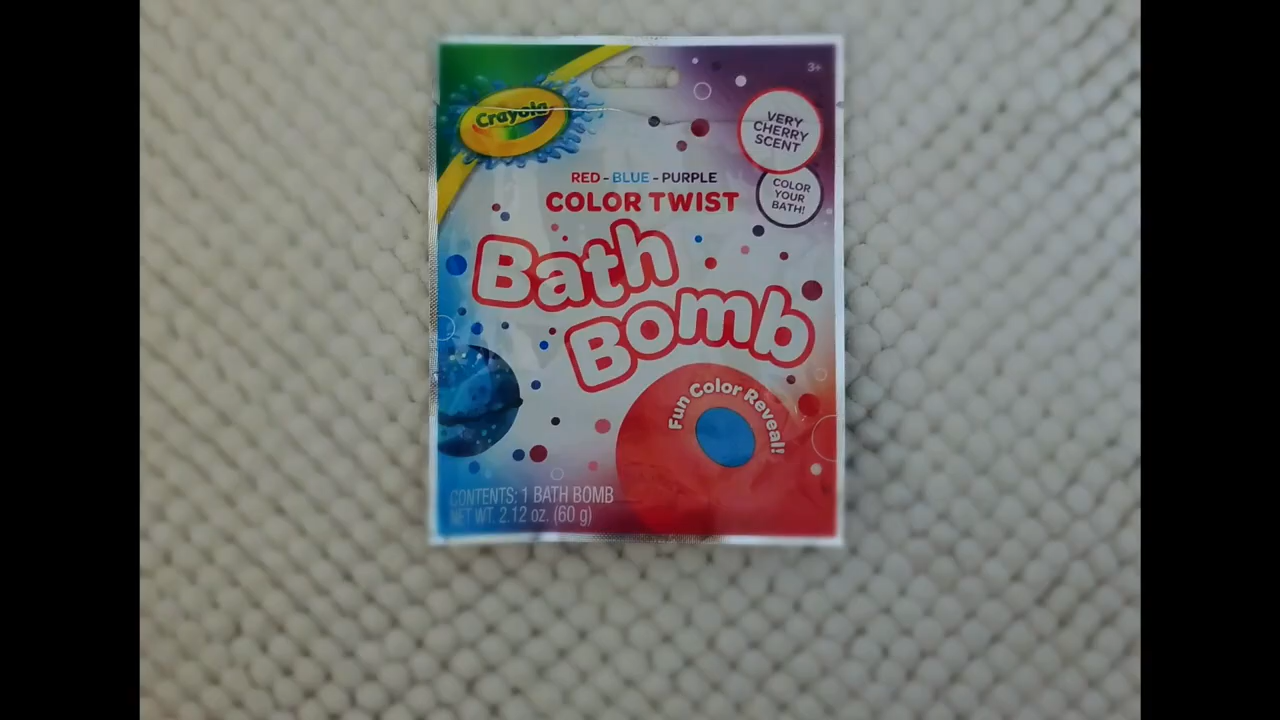 3+
Crayola
VERY
CHERRY
SCENT
COLOR
YOUR
BATH!
RED - BLUE - PURPLE
COLOR TWIST
Bath
Bomb
Fun Color Reveal!
CONTENTS: 1 BATH BOMB
NET WT. 2.12 oz. (60 g)